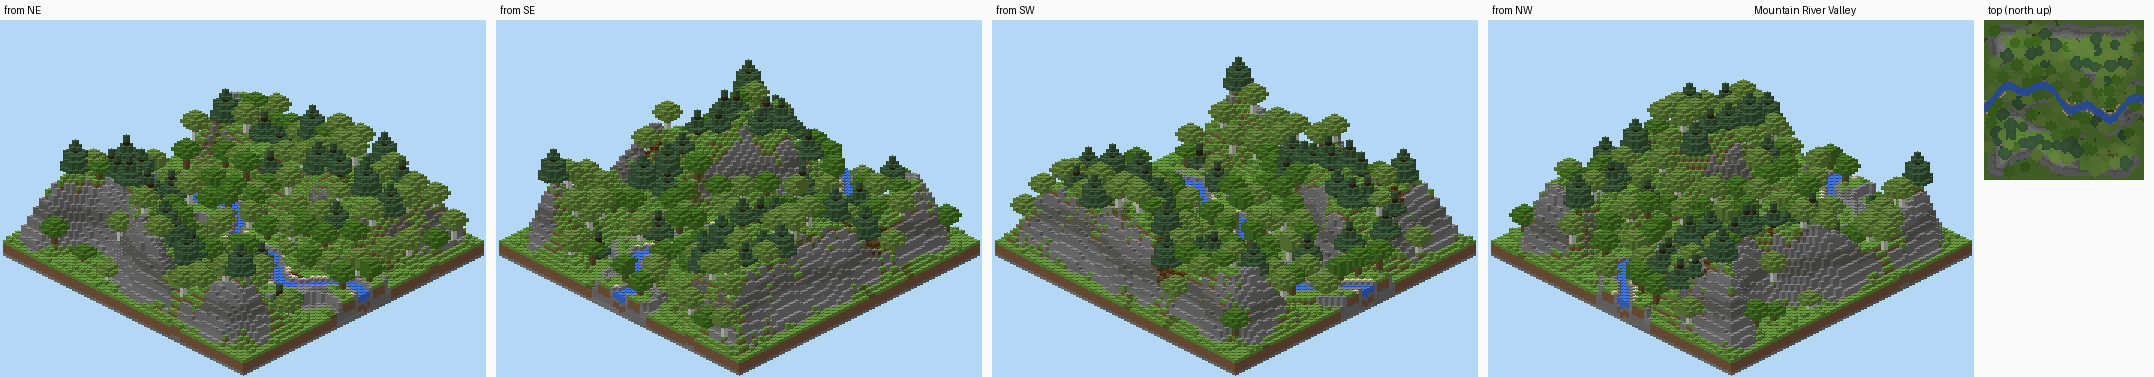 from NE
from SE
from SW
from NW
Mountain River Valley
top (north up)